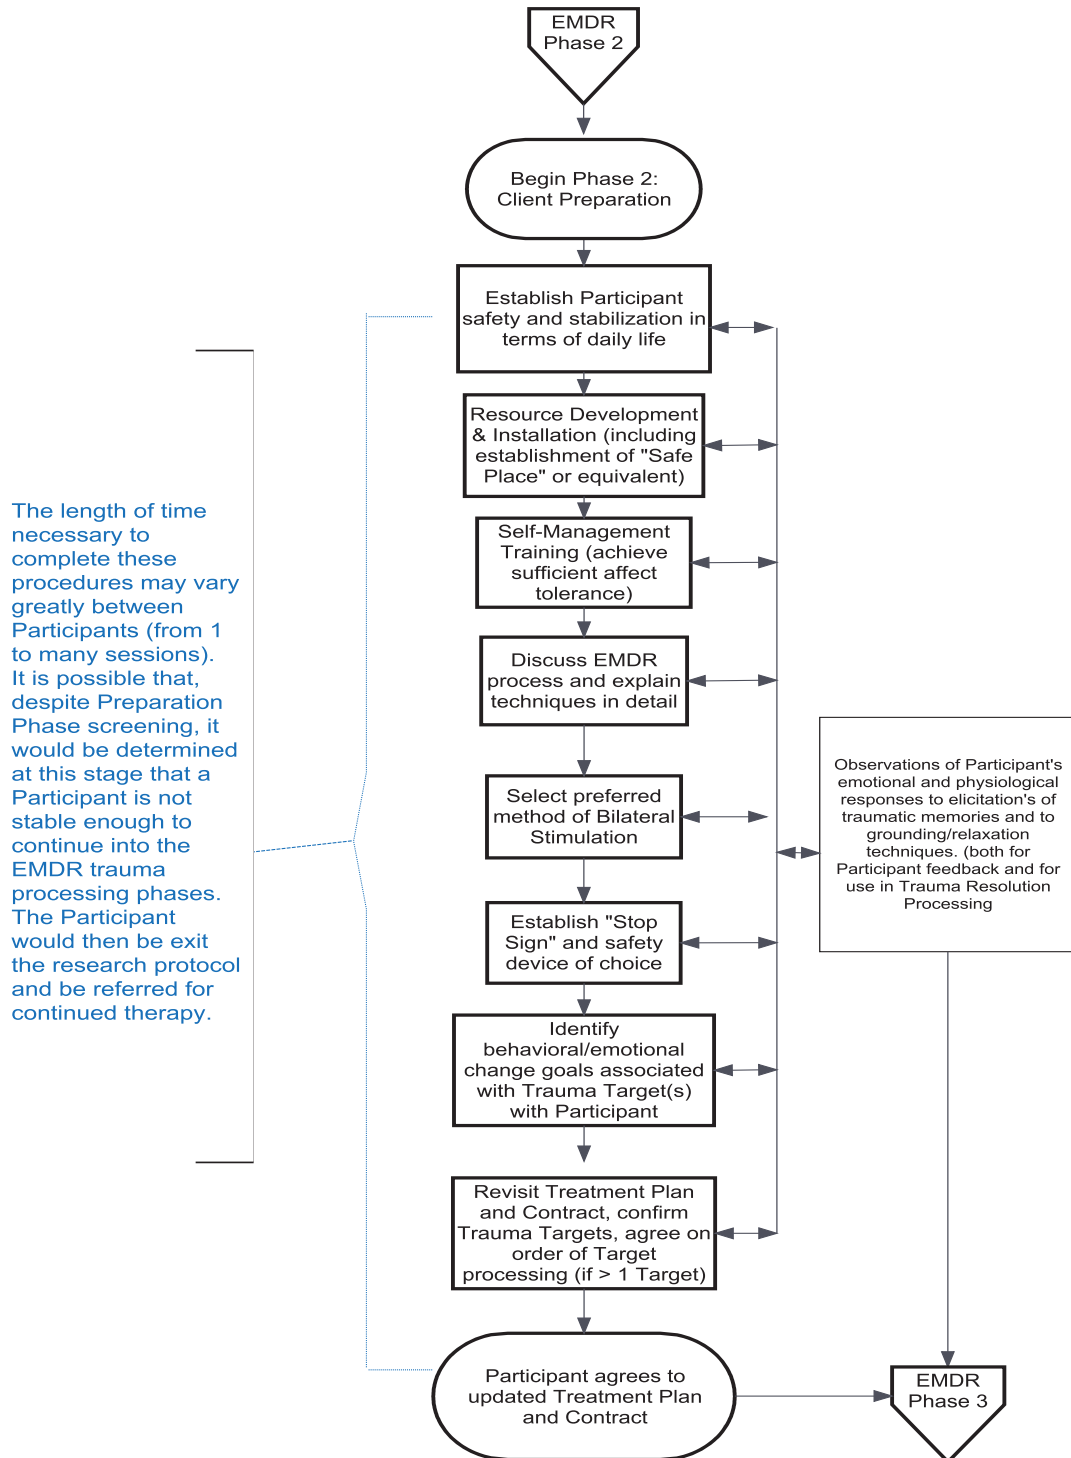 EMDR
Phase 2
Begin Phase 2:
Client Preparation
Establish Participant
safety and stabilization in
terms of daily life
Resource Development
& Installation (including
establishment of "Safe
Place" or equivalent)
Self-Management
Training (achieve
sufficient affect
tolerance)
Discuss EMDR
process and explain
techniques in detail
Select preferred
method of Bilateral
Stimulation
Establish "Stop
Sign" and safety
device of choice
Identify
behavioral/emotional
change goals associated
with Trauma Target(s)
with Participant
Revisit Treatment Plan
and Contract, confirm
Trauma Targets, agree on
order of Target
processing (if > 1 Target)
Participant agrees to
updated Treatment Plan
and Contract
The length of time
necessary to
complete these
procedures may vary
greatly between
Participants (from 1
to many sessions).
It is possible that,
despite Preparation
Phase screening, it
would be determined
at this stage that a
Participant is not
stable enough to
continue into the
EMDR trauma
processing phases.
The Participant
would then be exit
the research protocol
and be referred for
continued therapy.
Observations of Participant's
emotional and physiological
responses to elicitation's of
traumatic memories and to
grounding/relaxation
techniques. (both for
Participant feedback and for
use in Trauma Resolution
Processing
EMDR
Phase 3